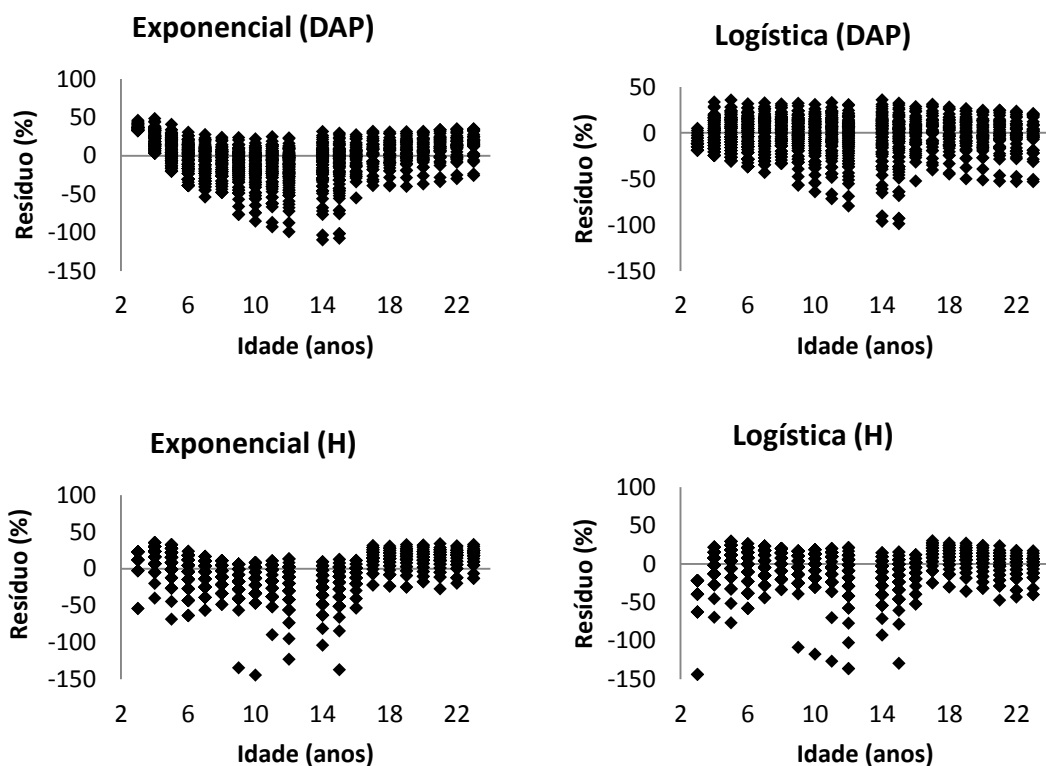 Exponencial (DAP)
100
50
0
-50
-100
-150
Resíduo (%)
2 6 10 14 18 22
Idade (anos)
Logística (DAP)
50
0
-50
-100
-150
Resíduo (%)
2 6 10 14 18 22
Idade (anos)
Exponencial (H)
100
50
0
-50
-100
-150
Resíduo (%)
2 6 10 14 18 22
Idade (anos)
Logística (H)
100
50
0
-50
-100
-150
Resíduo (%)
2 6 10 14 18 22
Idade (anos)